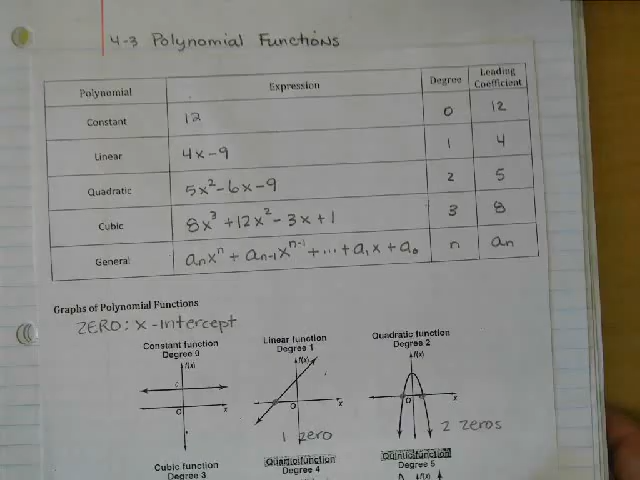 4-3 Polynomial Functions
Polynomial Expression Degree Leading Coefficient
Constant 12 0 12
Linear 4x-9 1 4
Quadratic 5x²-6x-9 2 5
Cubic 8x³+12x²-3x+1 3 8
General aₙxⁿ + aₙ₋₁xⁿ⁻¹ + ... + a₁x + a₀ n aₙ
Graphs of Polynomial Functions
ZERO: x-intercept
Constant function Linear function Quadratic function
Degree 0 Degree 1 Degree 2
f(x) f(x) f(x)
c
O x O x O x
1 zero 2 zeros
Cubic function Quartic function Quintic function
Degree 3 Degree 4 Degree 5